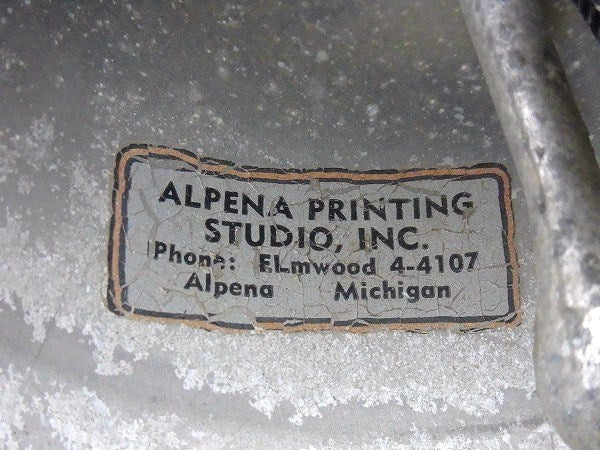 ALPENA PRINTING
STUDIO, INC.
Phone: ELmwood 4-4107
Alpena Michigan